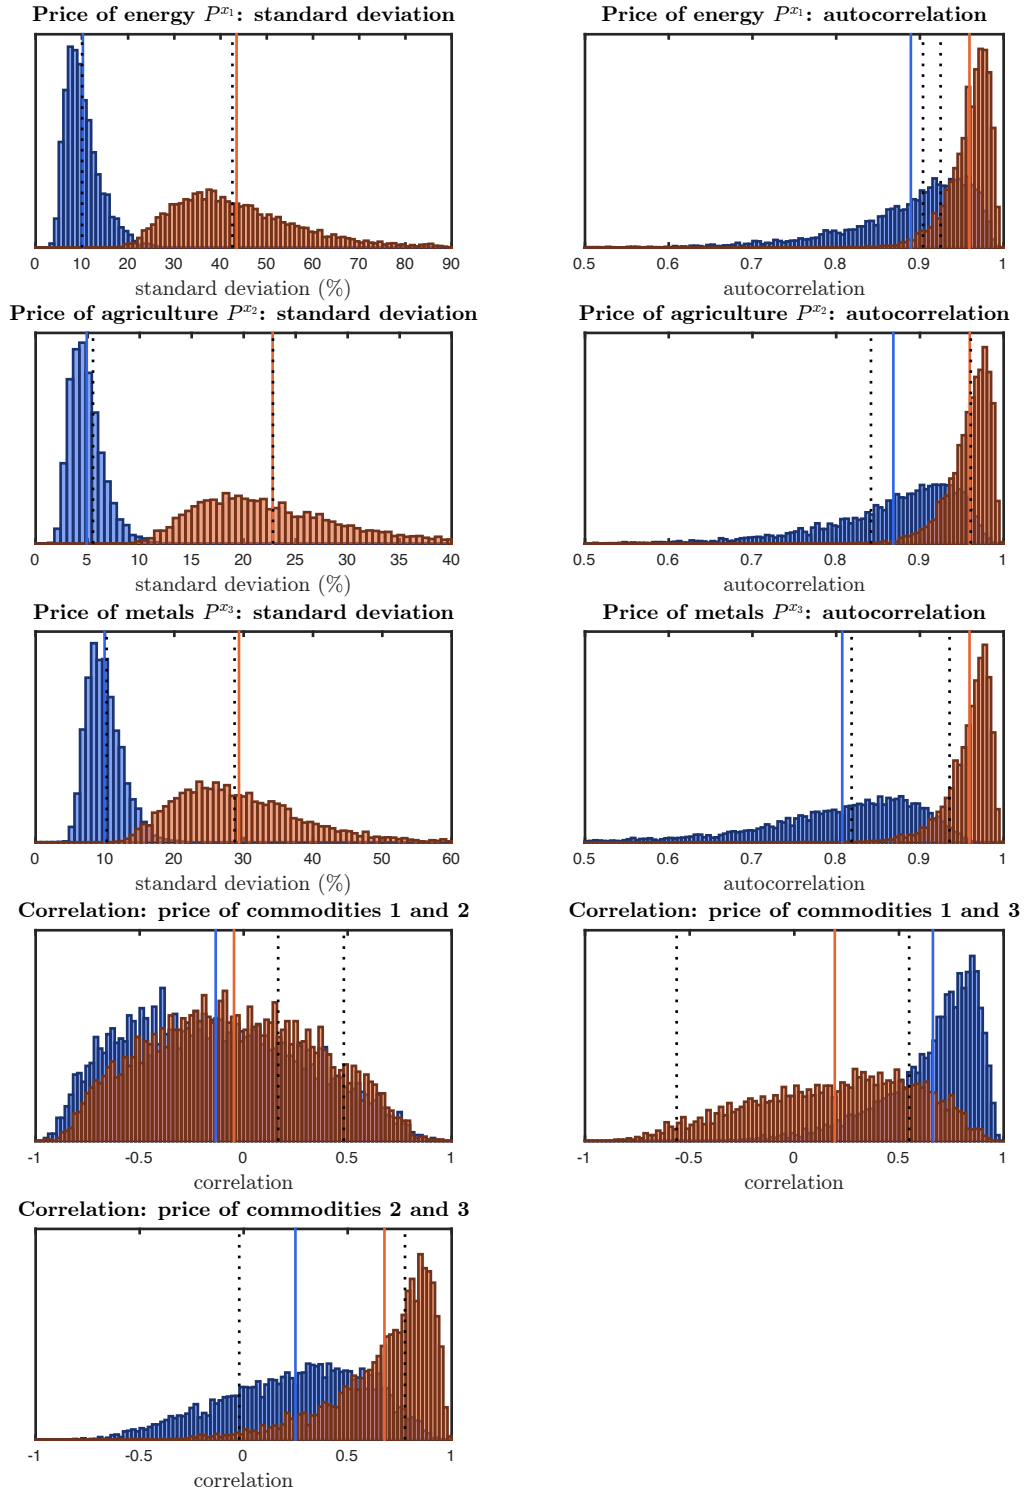 Price of energy P^{x_1}: standard deviation
0 10 20 30 40 50 60 70 80 90
standard deviation (%)
Price of energy P^{x_1}: autocorrelation
0.5 0.6 0.7 0.8 0.9 1
autocorrelation
Price of agriculture P^{x_2}: standard deviation
0 5 10 15 20 25 30 35 40
standard deviation (%)
Price of agriculture P^{x_2}: autocorrelation
0.5 0.6 0.7 0.8 0.9 1
autocorrelation
Price of metals P^{x_3}: standard deviation
0 10 20 30 40 50 60
standard deviation (%)
Price of metals P^{x_3}: autocorrelation
0.5 0.6 0.7 0.8 0.9 1
autocorrelation
Correlation: price of commodities 1 and 2
-1 -0.5 0 0.5 1
correlation
Correlation: price of commodities 1 and 3
-1 -0.5 0 0.5 1
correlation
Correlation: price of commodities 2 and 3
-1 -0.5 0 0.5 1
correlation